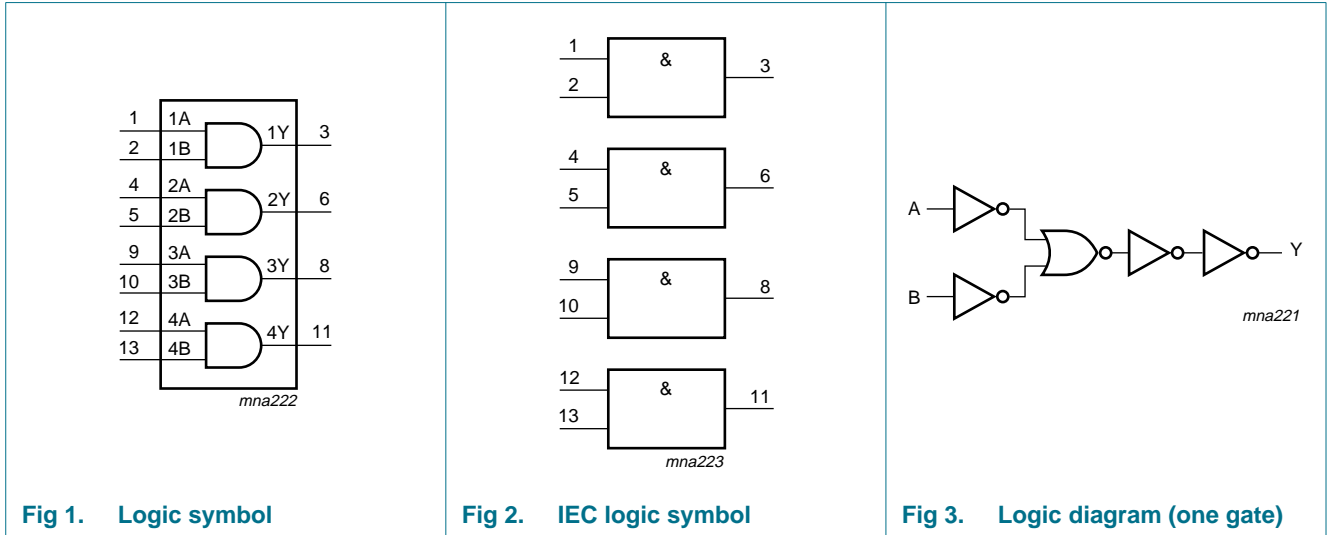 1 1A 1Y 3
2 1B
4 2A 2Y 6
5 2B
9 3A 3Y 8
10 3B
12 4A 4Y 11
13 4B
mna222
Fig 1. Logic symbol
1 & 3
2
4 & 6
5
9 & 8
10
12 & 11
13
mna223
Fig 2. IEC logic symbol
A
Y
B
mna221
Fig 3. Logic diagram (one gate)